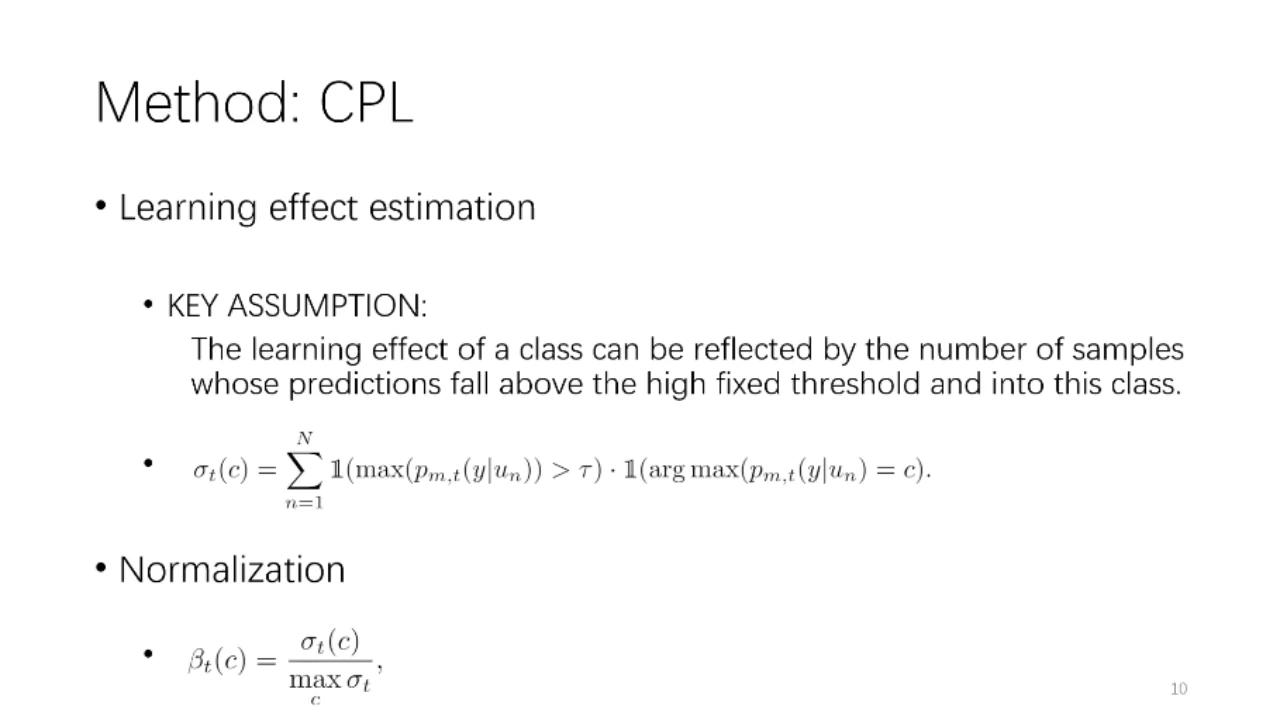 Method: CPL
• Learning effect estimation
• KEY ASSUMPTION:
The learning effect of a class can be reflected by the number of samples
whose predictions fall above the high fixed threshold and into this class.
• σ_t(c) = ∑_{n=1}^{N} 𝟙(max(p_{m,t}(y|u_n)) > τ) · 𝟙(arg max(p_{m,t}(y|u_n) = c).
• Normalization
• β_t(c) = σ_t(c) / max_c σ_t,
10